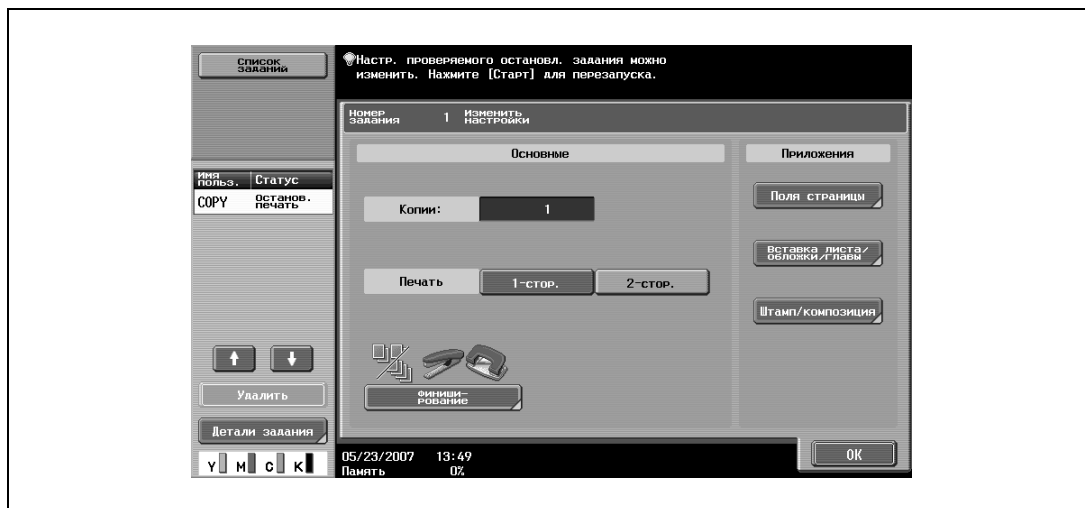 Список
заданий
Настр. проверяемого остановл. задания можно
изменить. Нажмите [Старт] для перезапуска.
Номер
задания 1 Изменить
настройки
Основные
Приложения
Имя
польз. Статус
COPY Останов.
печать
Копии: 1
Поля страницы
Вставка листа/
обложки/главы
Печать 1-стор. 2-стор.
Штамп/композиция
Финиши-
рование
Удалить
Детали задания
Y M C K
05/23/2007 13:49
Память 0%
OK